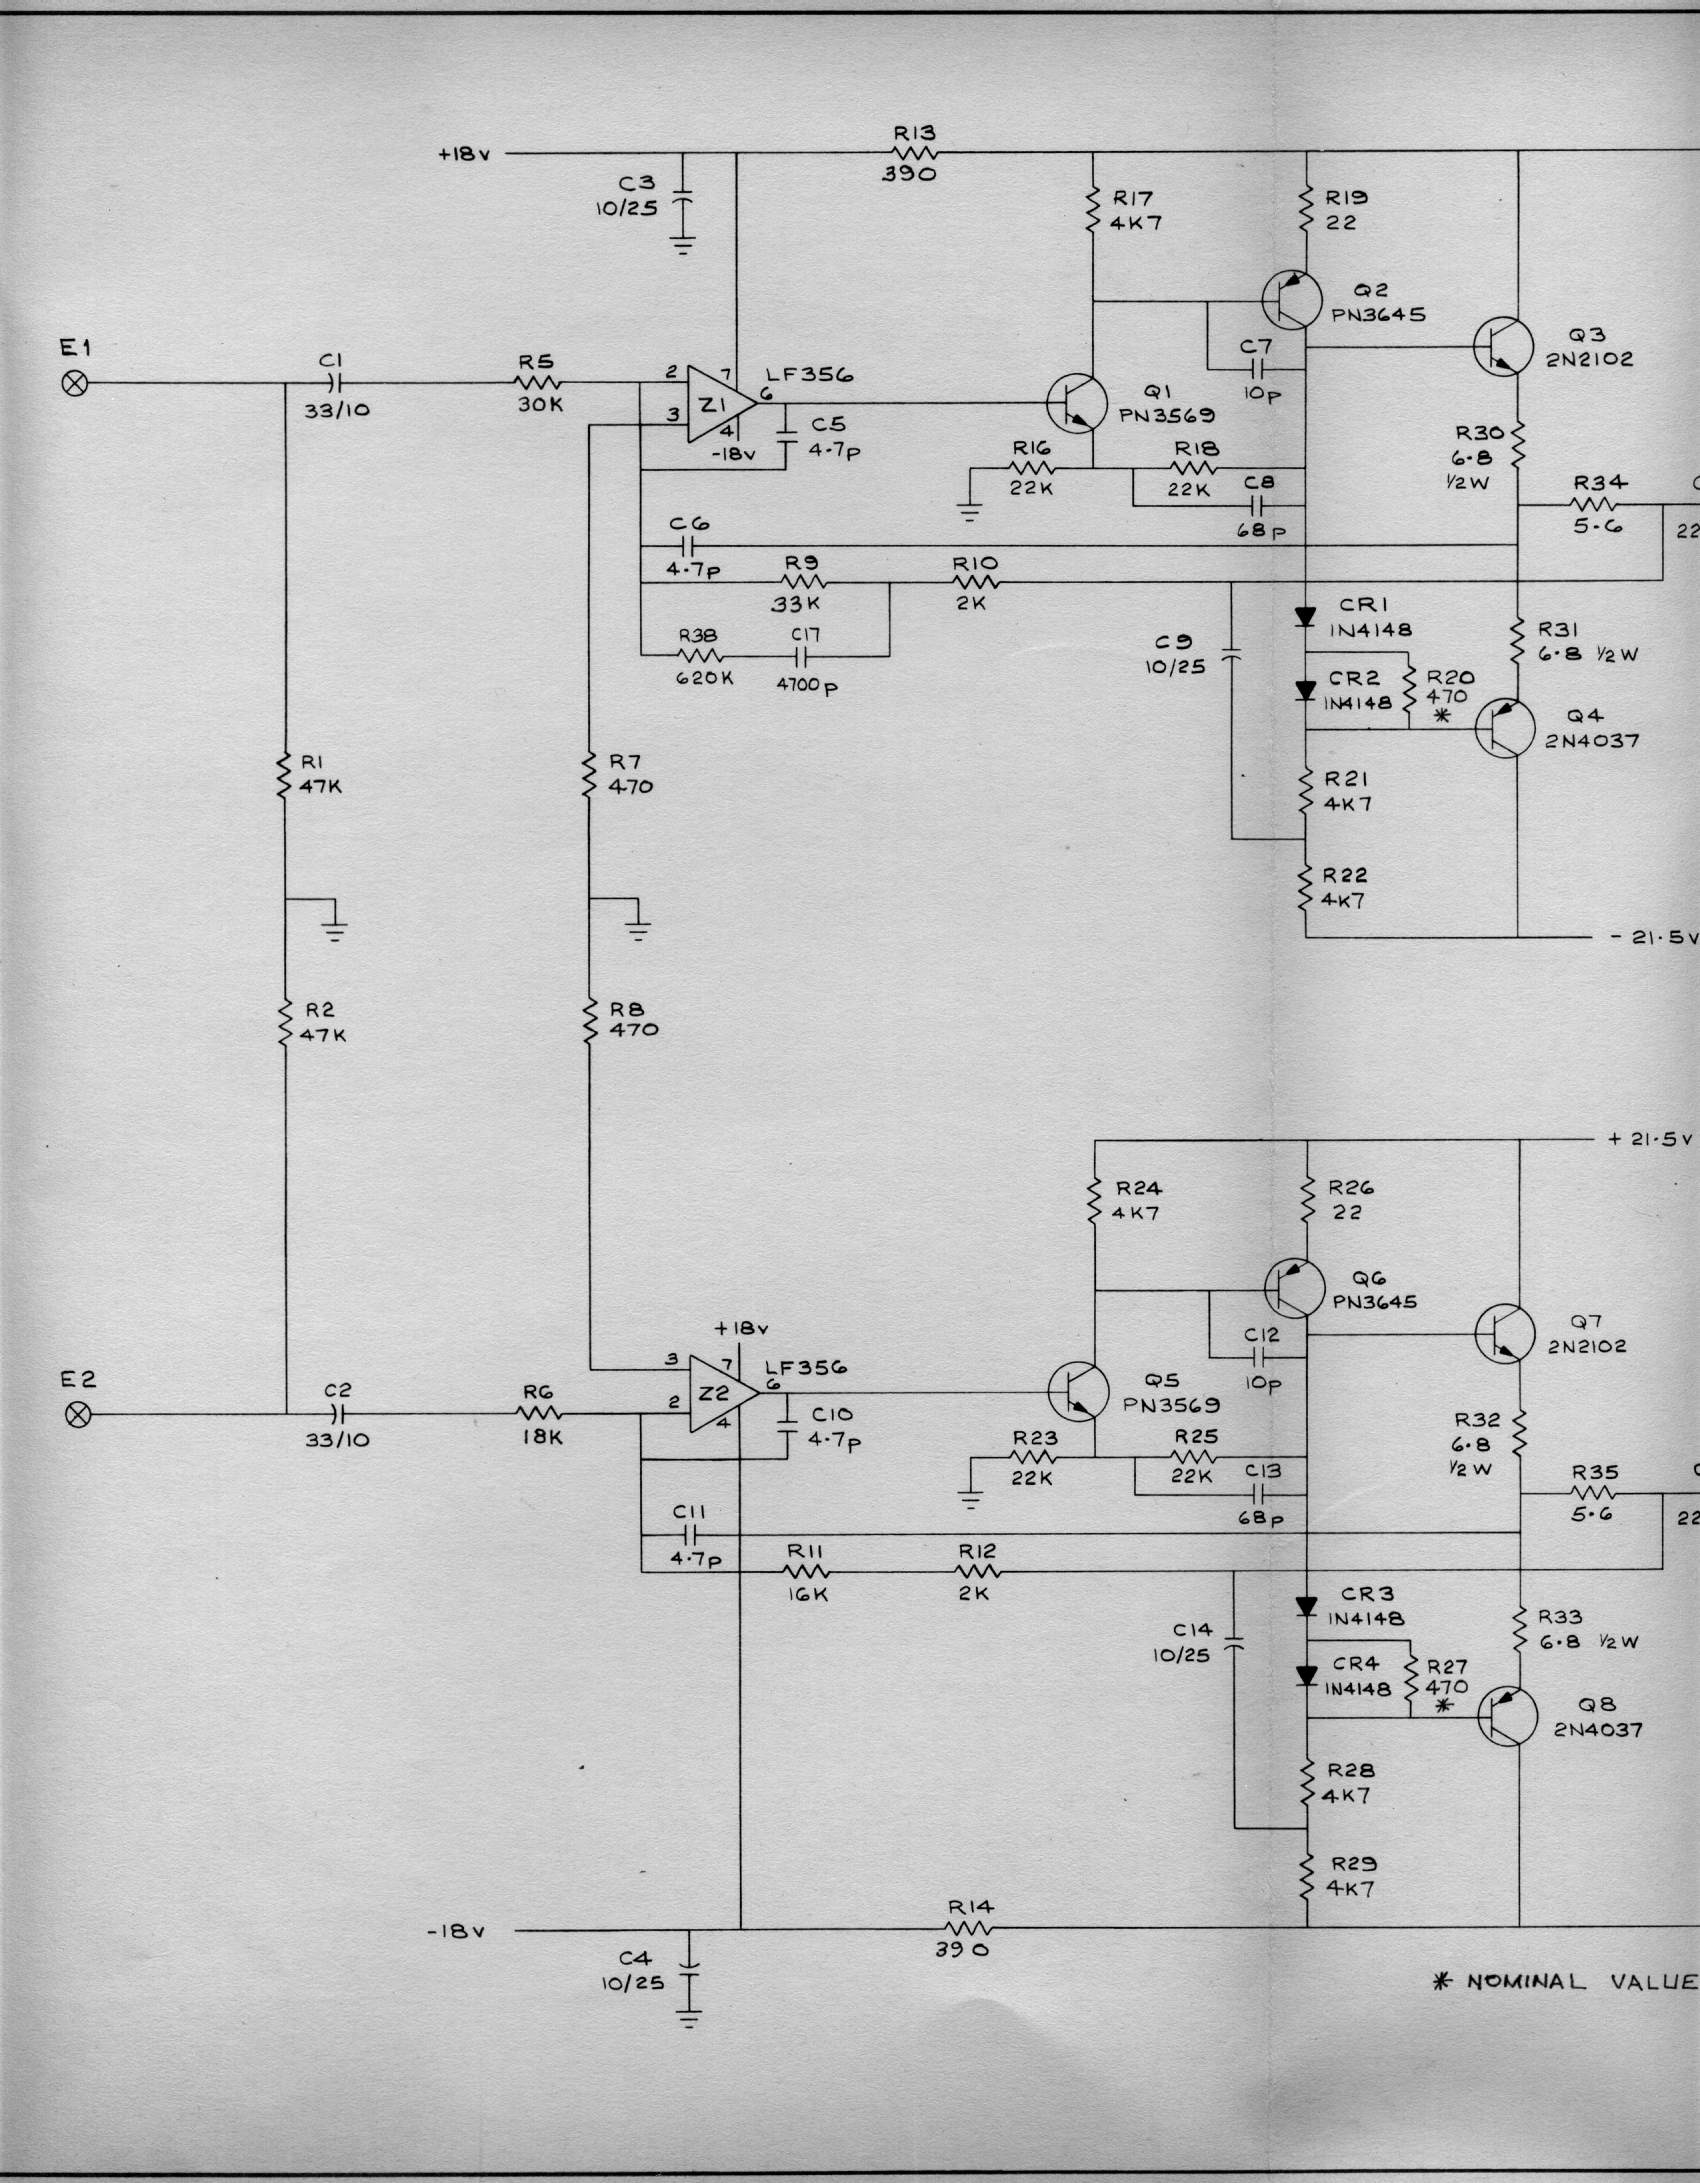 R13
390
+18V
C3
10/25
R17
4K7
R19
22
Q2
PN3645
Q3
2N2102
E1
C1
33/10
R5
30K
2
3
7
6
4
Z1
LF356
-18V
C5
4.7P
Q1
PN3569
C7
10P
R16
22K
R18
22K
C8
68P
R30
6.8
1/2W
R34
5.6
22
C6
4.7P
R9
33K
R10
2K
R38
620K
C17
4700P
C9
10/25
CR1
1N4148
CR2
1N4148
R20
470
*
R31
6.8 1/2W
Q4
2N4037
R1
47K
R7
470
R21
4K7
R22
4K7
- 21.5V
R2
47K
R8
470
+ 21.5V
R24
4K7
R26
22
Q6
PN3645
Q7
2N2102
+18V
E2
C2
33/10
R6
18K
3
2
7
6
4
Z2
LF356
C10
4.7P
Q5
PN3569
C12
10P
R23
22K
R25
22K
C13
68P
R32
6.8
1/2W
R35
5.6
22
C11
4.7P
R11
16K
R12
2K
C14
10/25
CR3
1N4148
CR4
1N4148
R27
470
*
R33
6.8 1/2W
Q8
2N4037
R28
4K7
R29
4K7
-18V
R14
390
C4
10/25
* NOMINAL VALUE